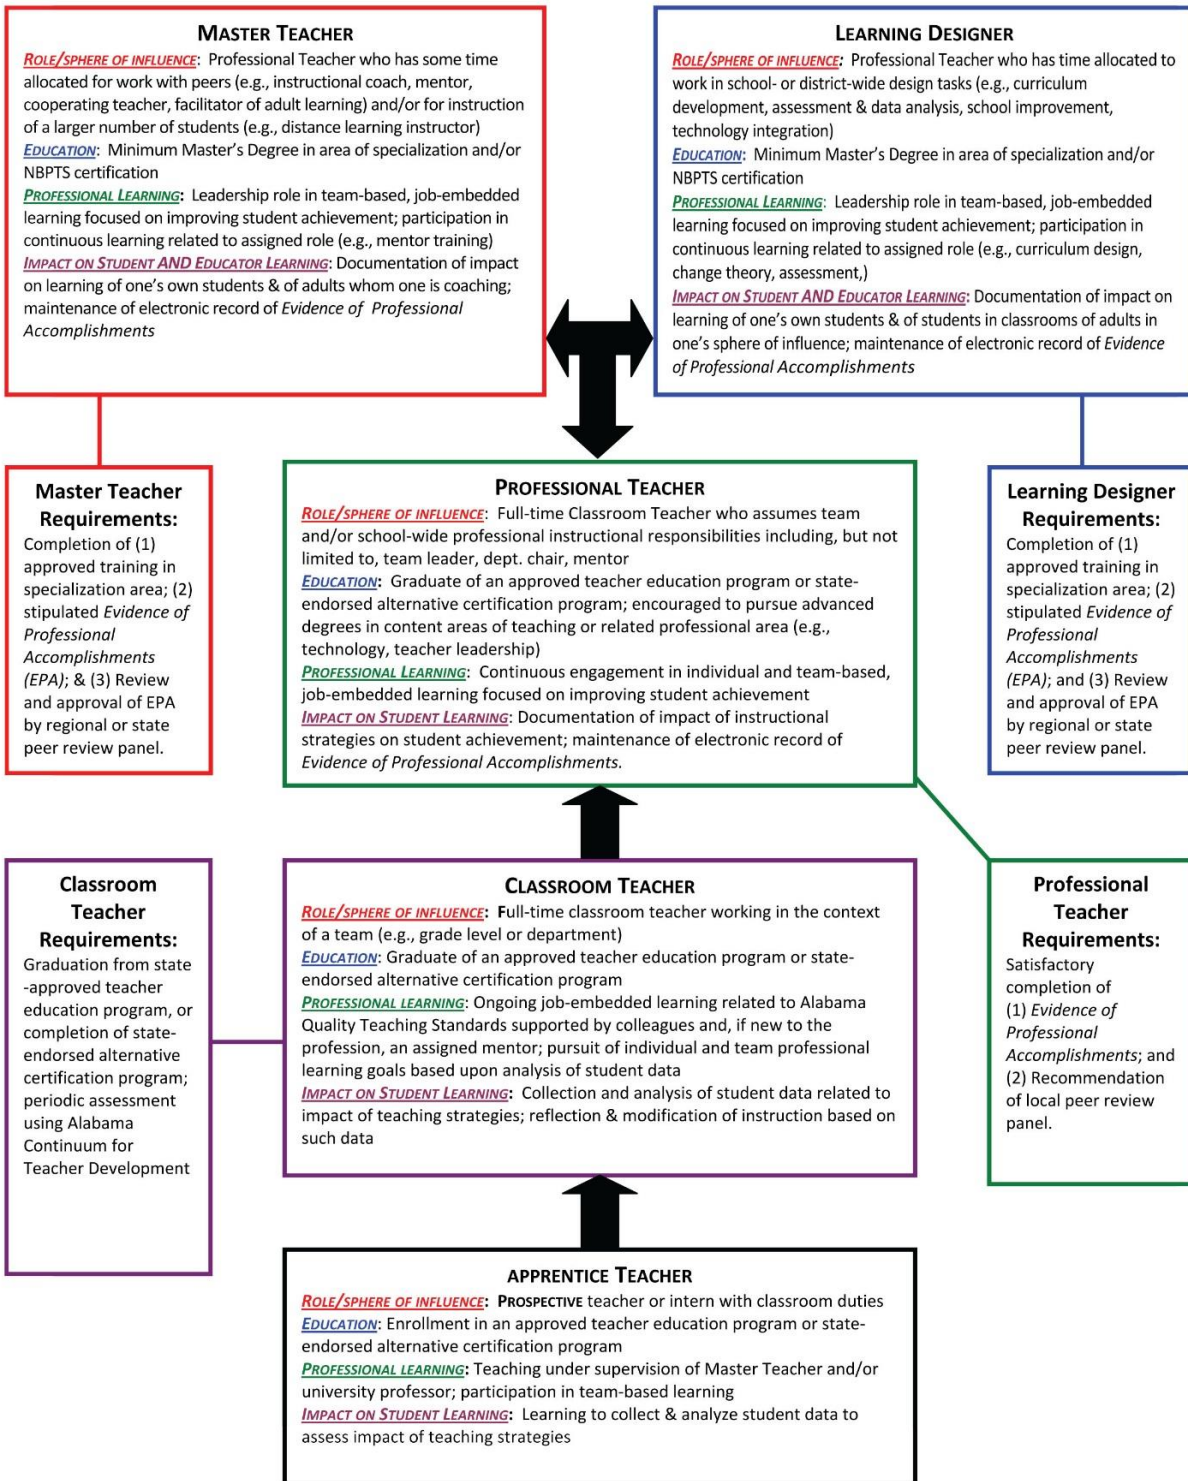 MASTER TEACHER
ROLE/SPHERE OF INFLUENCE: Professional Teacher who has some time
allocated for work with peers (e.g., instructional coach, mentor,
cooperating teacher, facilitator of adult learning) and/or for instruction
of a larger number of students (e.g., distance learning instructor)
EDUCATION: Minimum Master's Degree in area of specialization and/or
NBPTS certification
PROFESSIONAL LEARNING: Leadership role in team-based, job-embedded
learning focused on improving student achievement; participation in
continuous learning related to assigned role (e.g., mentor training)
IMPACT ON STUDENT AND EDUCATOR LEARNING: Documentation of impact
on learning of one's own students & of adults whom one is coaching;
maintenance of electronic record of Evidence of Professional
Accomplishments
LEARNING DESIGNER
ROLE/SPHERE OF INFLUENCE: Professional Teacher who has time allocated to
work in school- or district-wide design tasks (e.g., curriculum
development, assessment & data analysis, school improvement,
technology integration)
EDUCATION: Minimum Master's Degree in area of specialization and/or
NBPTS certification
PROFESSIONAL LEARNING: Leadership role in team-based, job-embedded
learning focused on improving student achievement; participation in
continuous learning related to assigned role (e.g., curriculum design,
change theory, assessment,)
IMPACT ON STUDENT AND EDUCATOR LEARNING: Documentation of impact on
learning of one's own students & of students in classrooms of adults in
one's sphere of influence; maintenance of electronic record of Evidence
of Professional Accomplishments
Master Teacher
Requirements:
Completion of (1)
approved training in
specialization area; (2)
stipulated Evidence of
Professional
Accomplishments
(EPA); & (3) Review
and approval of EPA
by regional or state
peer review panel.
PROFESSIONAL TEACHER
ROLE/SPHERE OF INFLUENCE: Full-time Classroom Teacher who assumes team
and/or school-wide professional instructional responsibilities including, but
not limited to, team leader, dept. chair, mentor
EDUCATION: Graduate of an approved teacher education program or state-
endorsed alternative certification program; encouraged to pursue advanced
degrees in content areas of teaching or related professional area (e.g.,
technology, teacher leadership)
PROFESSIONAL LEARNING: Continuous engagement in individual and team-based,
job-embedded learning focused on improving student achievement
IMPACT ON STUDENT LEARNING: Documentation of impact of instructional
strategies on student achievement; maintenance of electronic record of
Evidence of Professional Accomplishments.
Learning Designer
Requirements:
Completion of (1)
approved training in
specialization area; (2)
stipulated Evidence of
Professional
Accomplishments
(EPA); and (3) Review
and approval of EPA
by regional or state
peer review panel.
Classroom
Teacher
Requirements:
Graduation from state
-approved teacher
education program, or
completion of state-
endorsed alternative
certification program;
periodic assessment
using Alabama
Continuum for
Teacher Development
CLASSROOM TEACHER
ROLE/SPHERE OF INFLUENCE: Full-time classroom teacher working in the context
of a team (e.g., grade level or department)
EDUCATION: Graduate of an approved teacher education program or state-
endorsed alternative certification program
PROFESSIONAL LEARNING: Ongoing job-embedded learning related to Alabama
Quality Teaching Standards supported by colleagues and, if new to the
profession, an assigned mentor; pursuit of individual and team professional
learning goals based upon analysis of student data
IMPACT ON STUDENT LEARNING: Collection and analysis of student data related to
impact of teaching strategies; reflection & modification of instruction based on
such data
Professional
Teacher
Requirements:
Satisfactory
completion of
(1) Evidence of
Professional
Accomplishments; and
(2) Recommendation
of local peer review
panel.
APPRENTICE TEACHER
ROLE/SPHERE OF INFLUENCE: PROSPECTIVE teacher or intern with classroom duties
EDUCATION: Enrollment in an approved teacher education program or state-
endorsed alternative certification program
PROFESSIONAL LEARNING: Teaching under supervision of Master Teacher and/or
university professor; participation in team-based learning
IMPACT ON STUDENT LEARNING: Learning to collect & analyze student data to
assess impact of teaching strategies